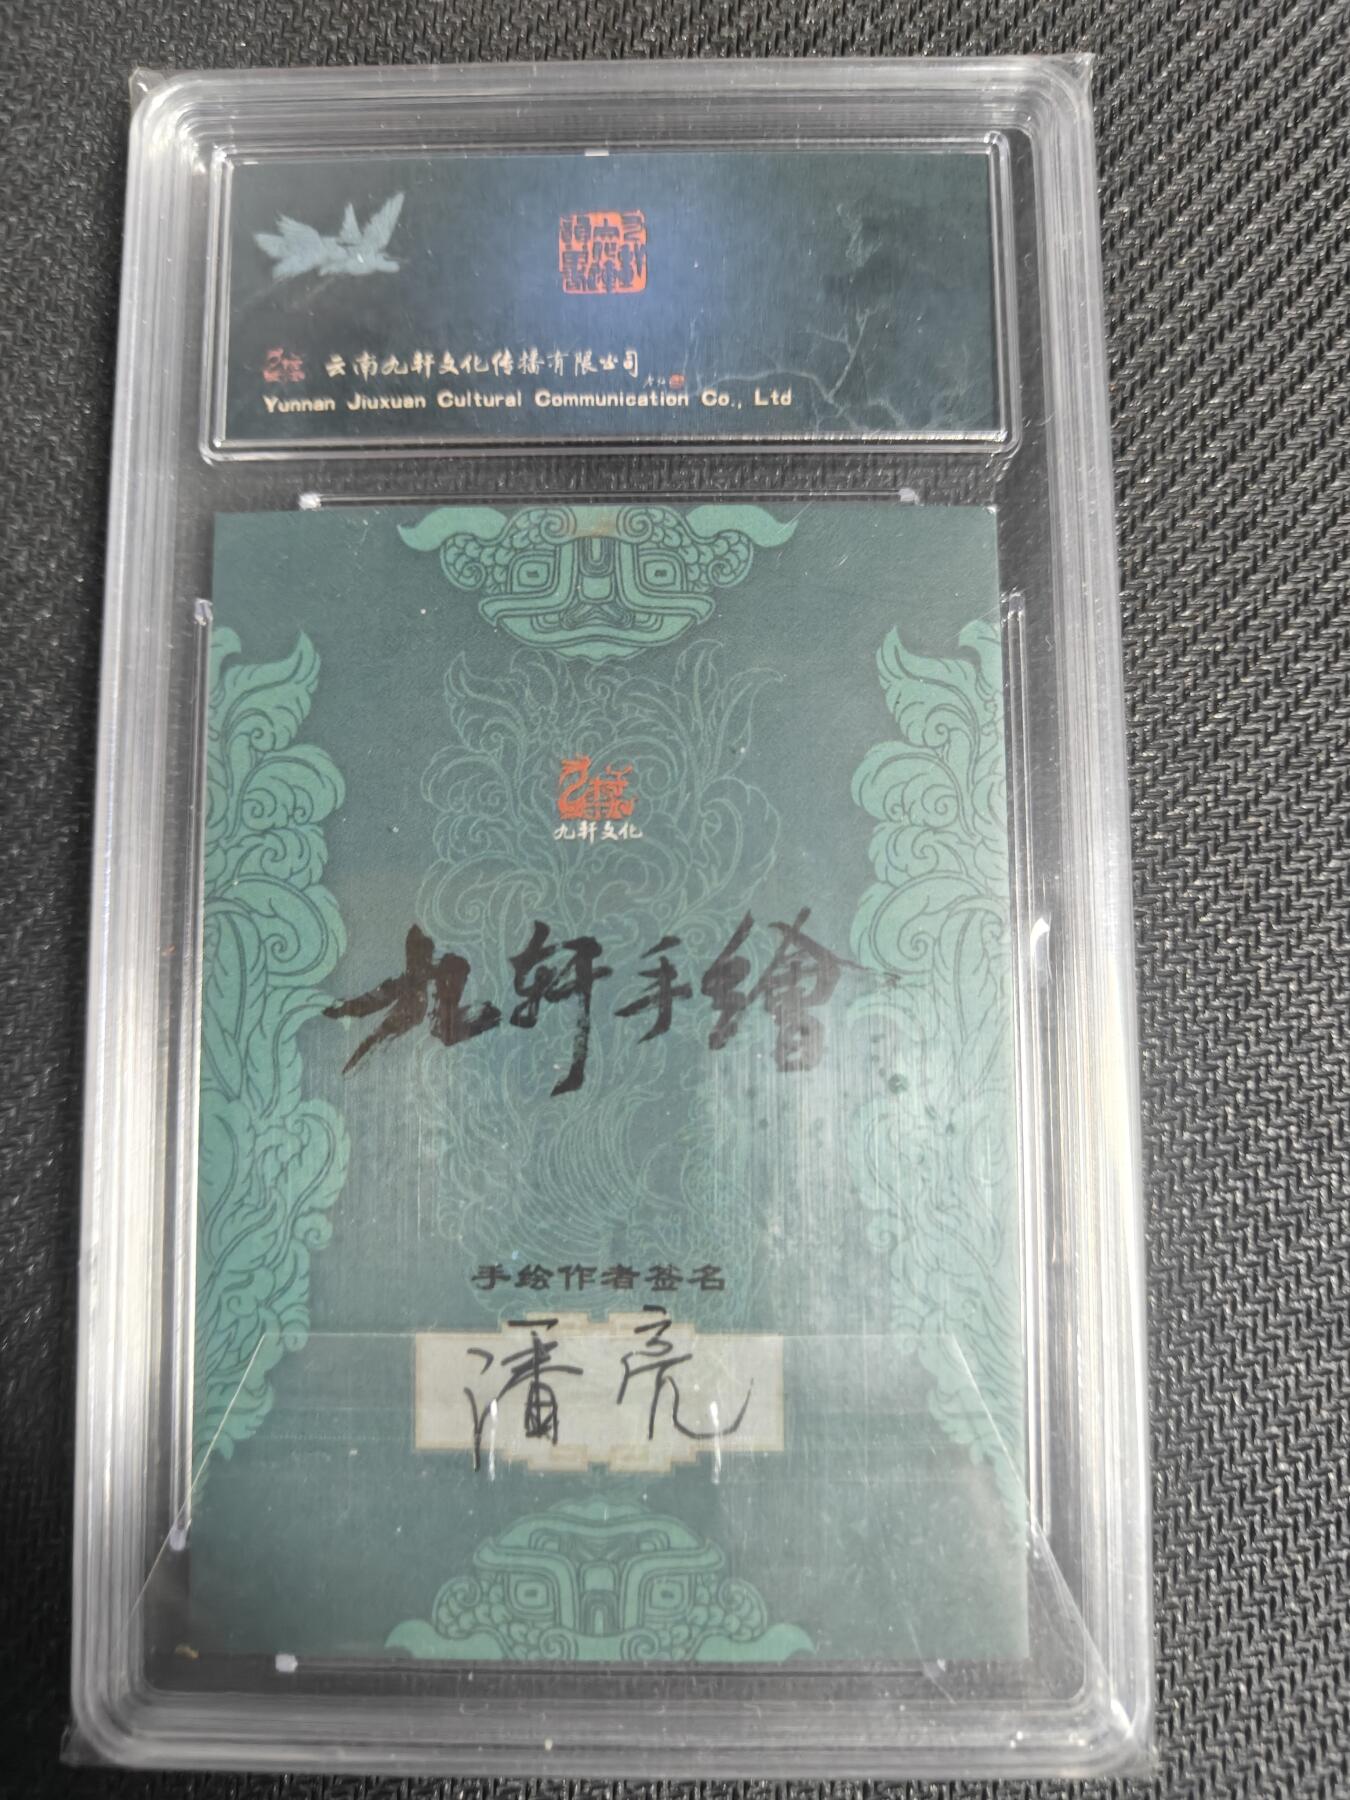 云南九轩文化传播有限公司
Yunnan Jiuxuan Cultural Communication Co., Ltd
九轩文化
九轩手繪
手绘作者签名
潘亮